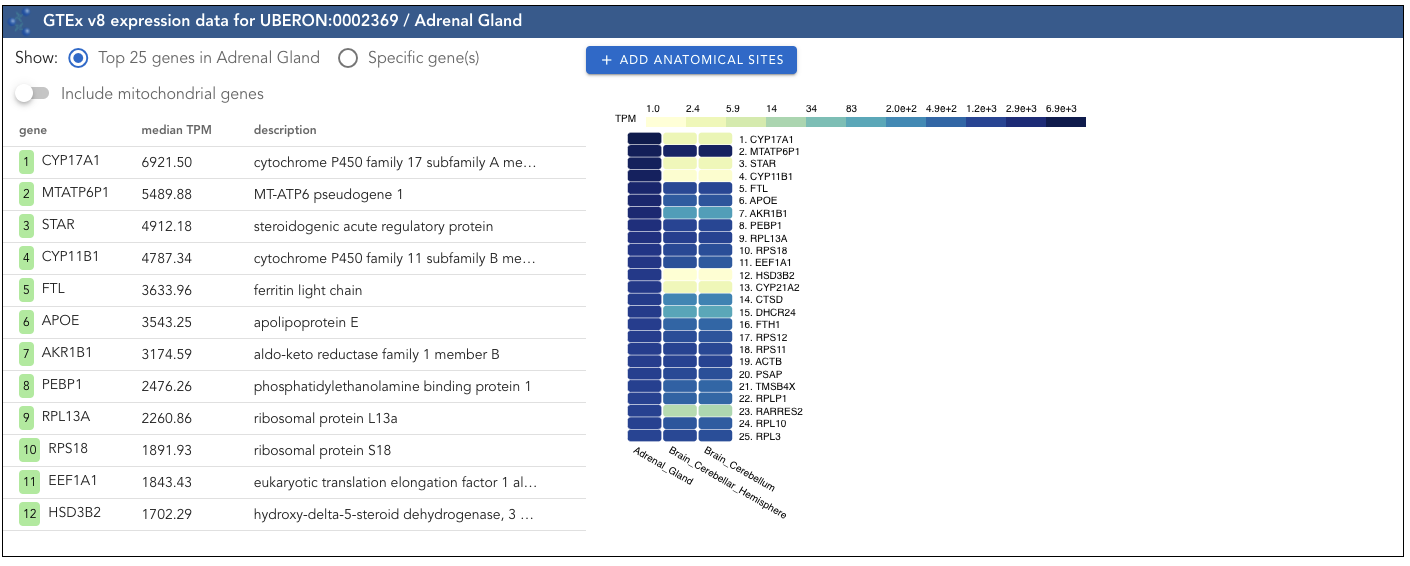 GTEx v8 expression data for UBERON:0002369 / Adrenal Gland
Show: Top 25 genes in Adrenal Gland Specific gene(s)
+ ADD ANATOMICAL SITES
Include mitochondrial genes
gene median TPM description
1 CYP17A1 6921.50 cytochrome P450 family 17 subfamily A me…
2 MTATP6P1 5489.88 MT-ATP6 pseudogene 1
3 STAR 4912.18 steroidogenic acute regulatory protein
4 CYP11B1 4787.34 cytochrome P450 family 11 subfamily B me…
5 FTL 3633.96 ferritin light chain
6 APOE 3543.25 apolipoprotein E
7 AKR1B1 3174.59 aldo-keto reductase family 1 member B
8 PEBP1 2476.26 phosphatidylethanolamine binding protein 1
9 RPL13A 2260.86 ribosomal protein L13a
10 RPS18 1891.93 ribosomal protein S18
11 EEF1A1 1843.43 eukaryotic translation elongation factor 1 al…
12 HSD3B2 1702.29 hydroxy-delta-5-steroid dehydrogenase, 3 …
1.0 2.4 5.9 14 34 83 2.0e+2 4.9e+2 1.2e+3 2.9e+3 6.9e+3
TPM
1. CYP17A1
2. MTATP6P1
3. STAR
4. CYP11B1
5. FTL
6. APOE
7. AKR1B1
8. PEBP1
9. RPL13A
10. RPS18
11. EEF1A1
12. HSD3B2
13. CYP21A2
14. CTSD
15. DHCR24
16. FTH1
17. RPS12
18. RPS11
19. ACTB
20. PSAP
21. TMSB4X
22. RPLP1
23. RARRES2
24. RPL10
25. RPL3
Adrenal_Gland
Brain_Cerebellar_Hemisphere
Brain_Cerebellum